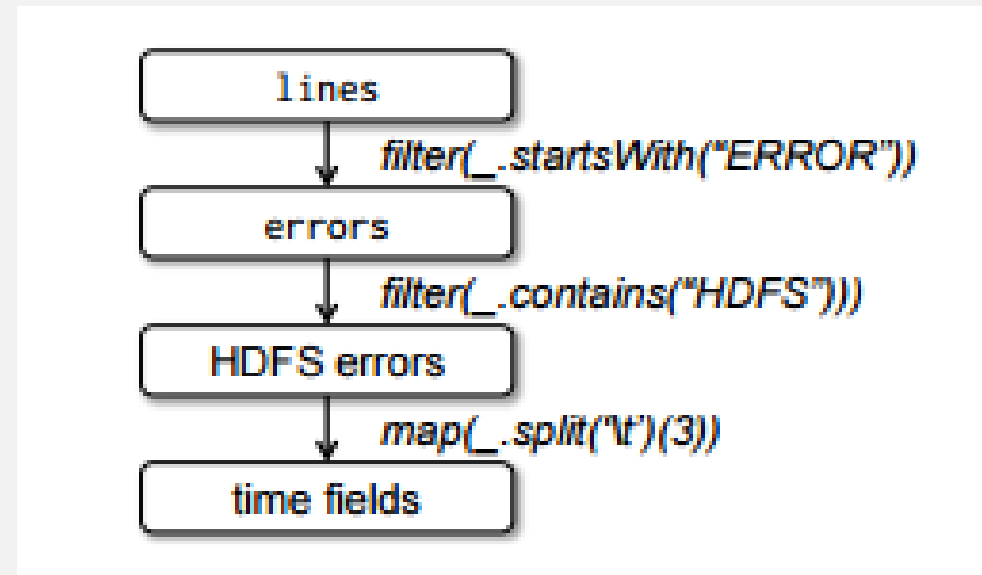 lines
filter(_.startsWith("ERROR"))
errors
filter(_.contains("HDFS")))
HDFS errors
map(_.split('\t')(3))
time fields